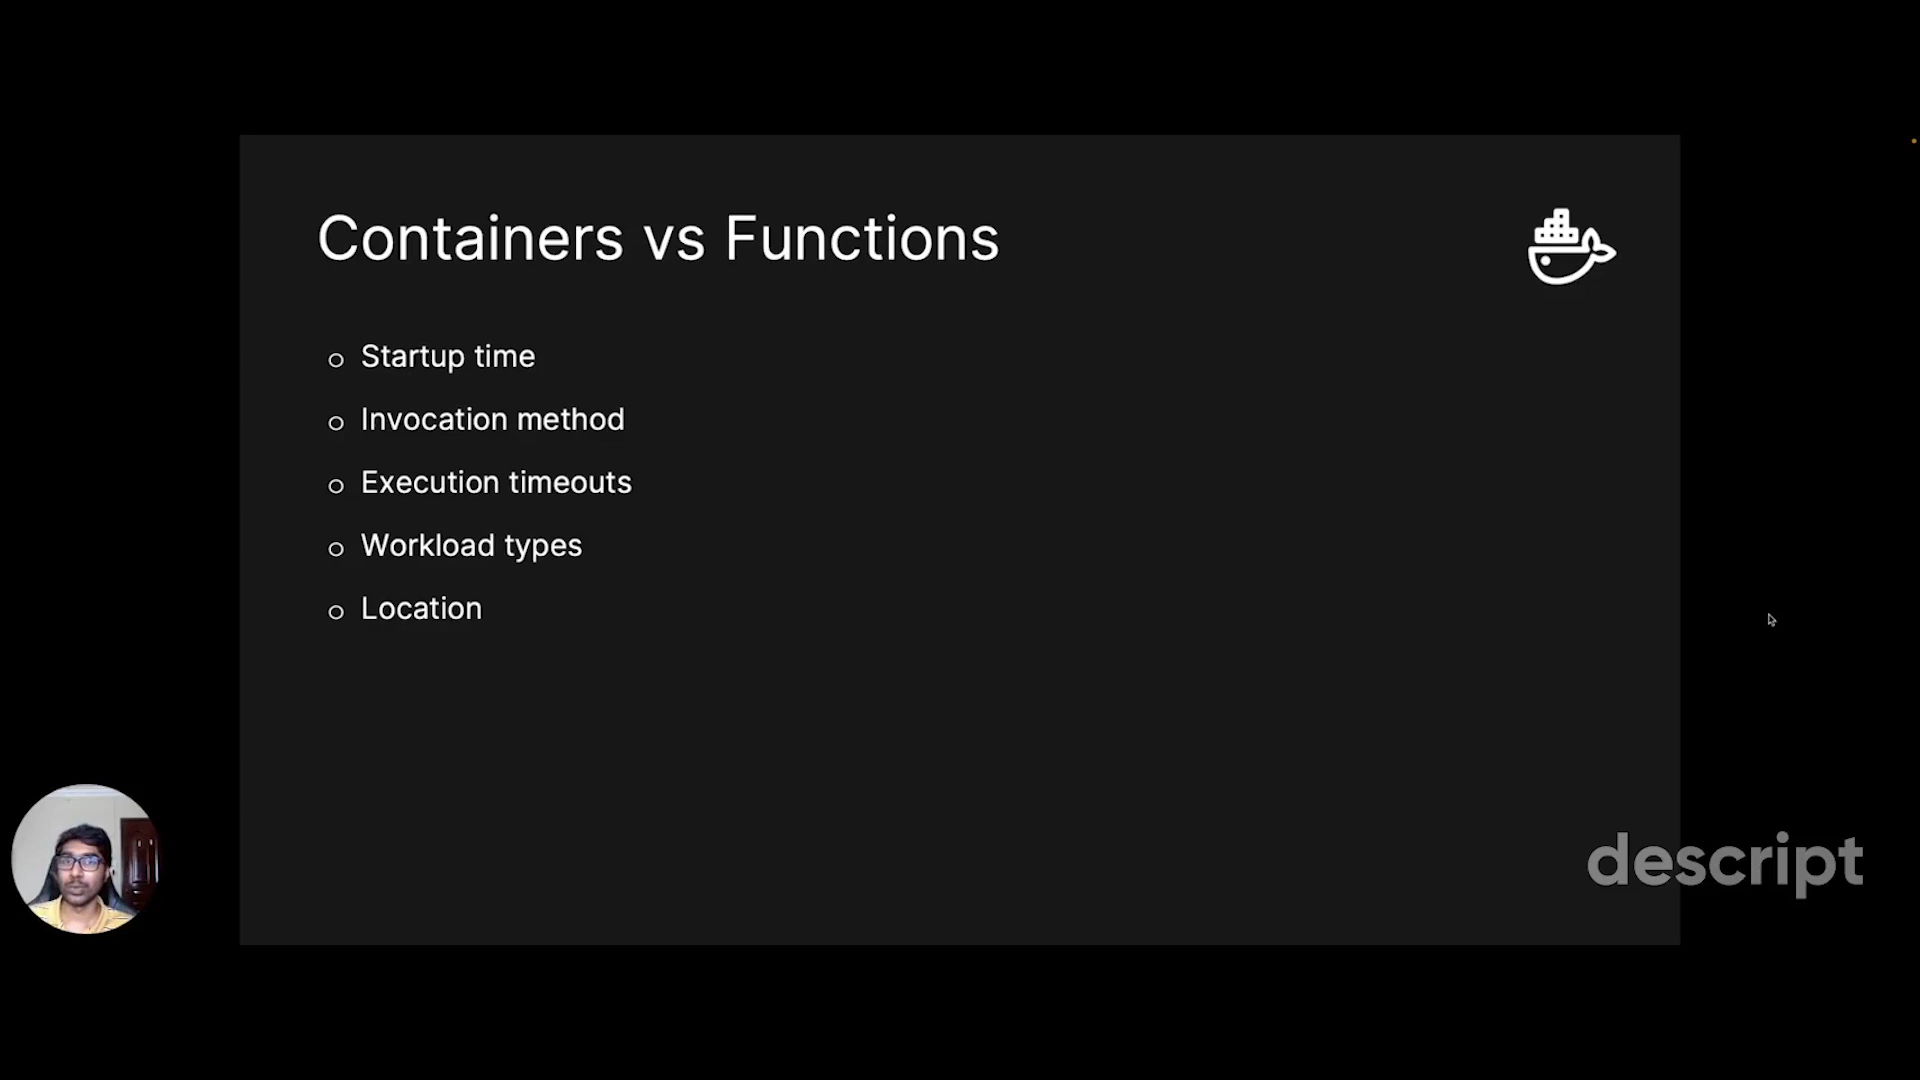 Containers vs Functions
Startup time
Invocation method
Execution timeouts
Workload types
Location
descript